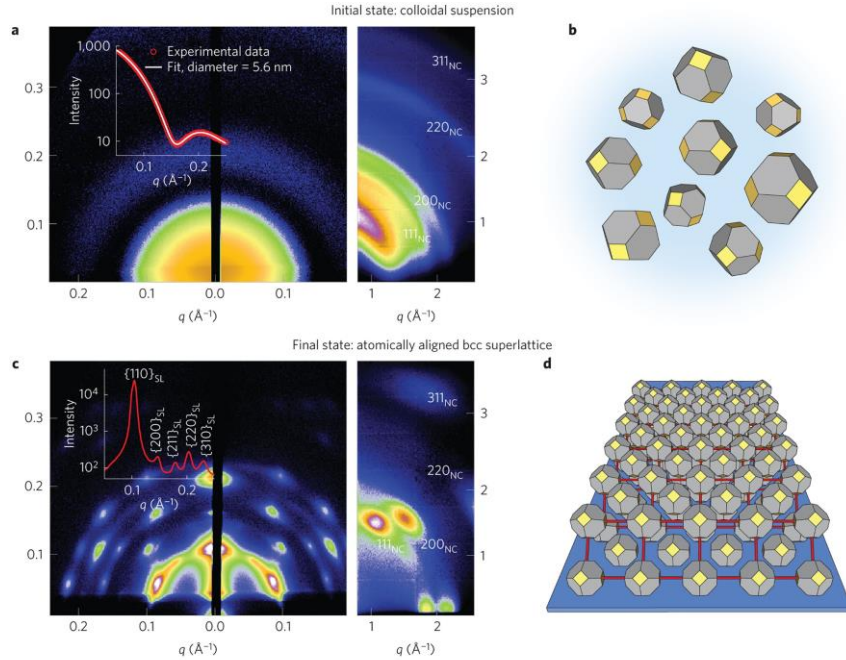 Initial state: colloidal suspension
a
1,000
100
10
Intensity
Experimental data
Fit, diameter = 5.6 nm
0.1
0.2
q (Å⁻¹)
0.3
0.2
0.1
0.2
0.1
0.0
0.1
q (Å⁻¹)
311NC
220NC
200NC
111NC
3
2
1
1
2
q (Å⁻¹)
b
Final state: atomically aligned bcc superlattice
c
10⁴
10³
10²
Intensity
{110}SL
{200}SL
{211}SL
{220}SL
{310}SL
0.1
0.2
q (Å⁻¹)
0.3
0.2
0.1
0.2
0.1
0.0
0.1
q (Å⁻¹)
311NC
220NC
111NC
200NC
3
2
1
1
2
q (Å⁻¹)
d